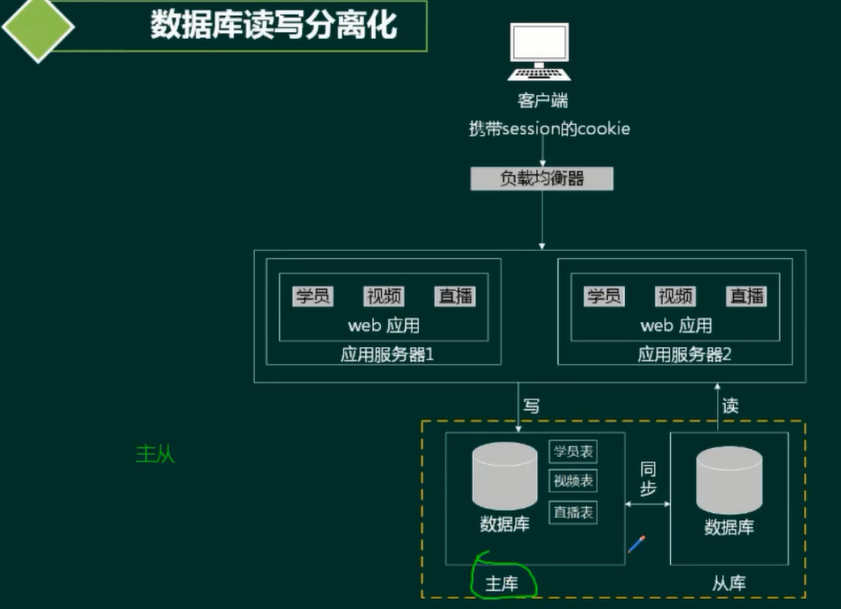 数据库读写分离化
客户端
携带session的cookie
负载均衡器
学员 视频 直播
web 应用
应用服务器1
学员 视频 直播
web 应用
应用服务器2
写
读
主从
学员表
视频表
直播表
数据库
同步
数据库
主库
从库